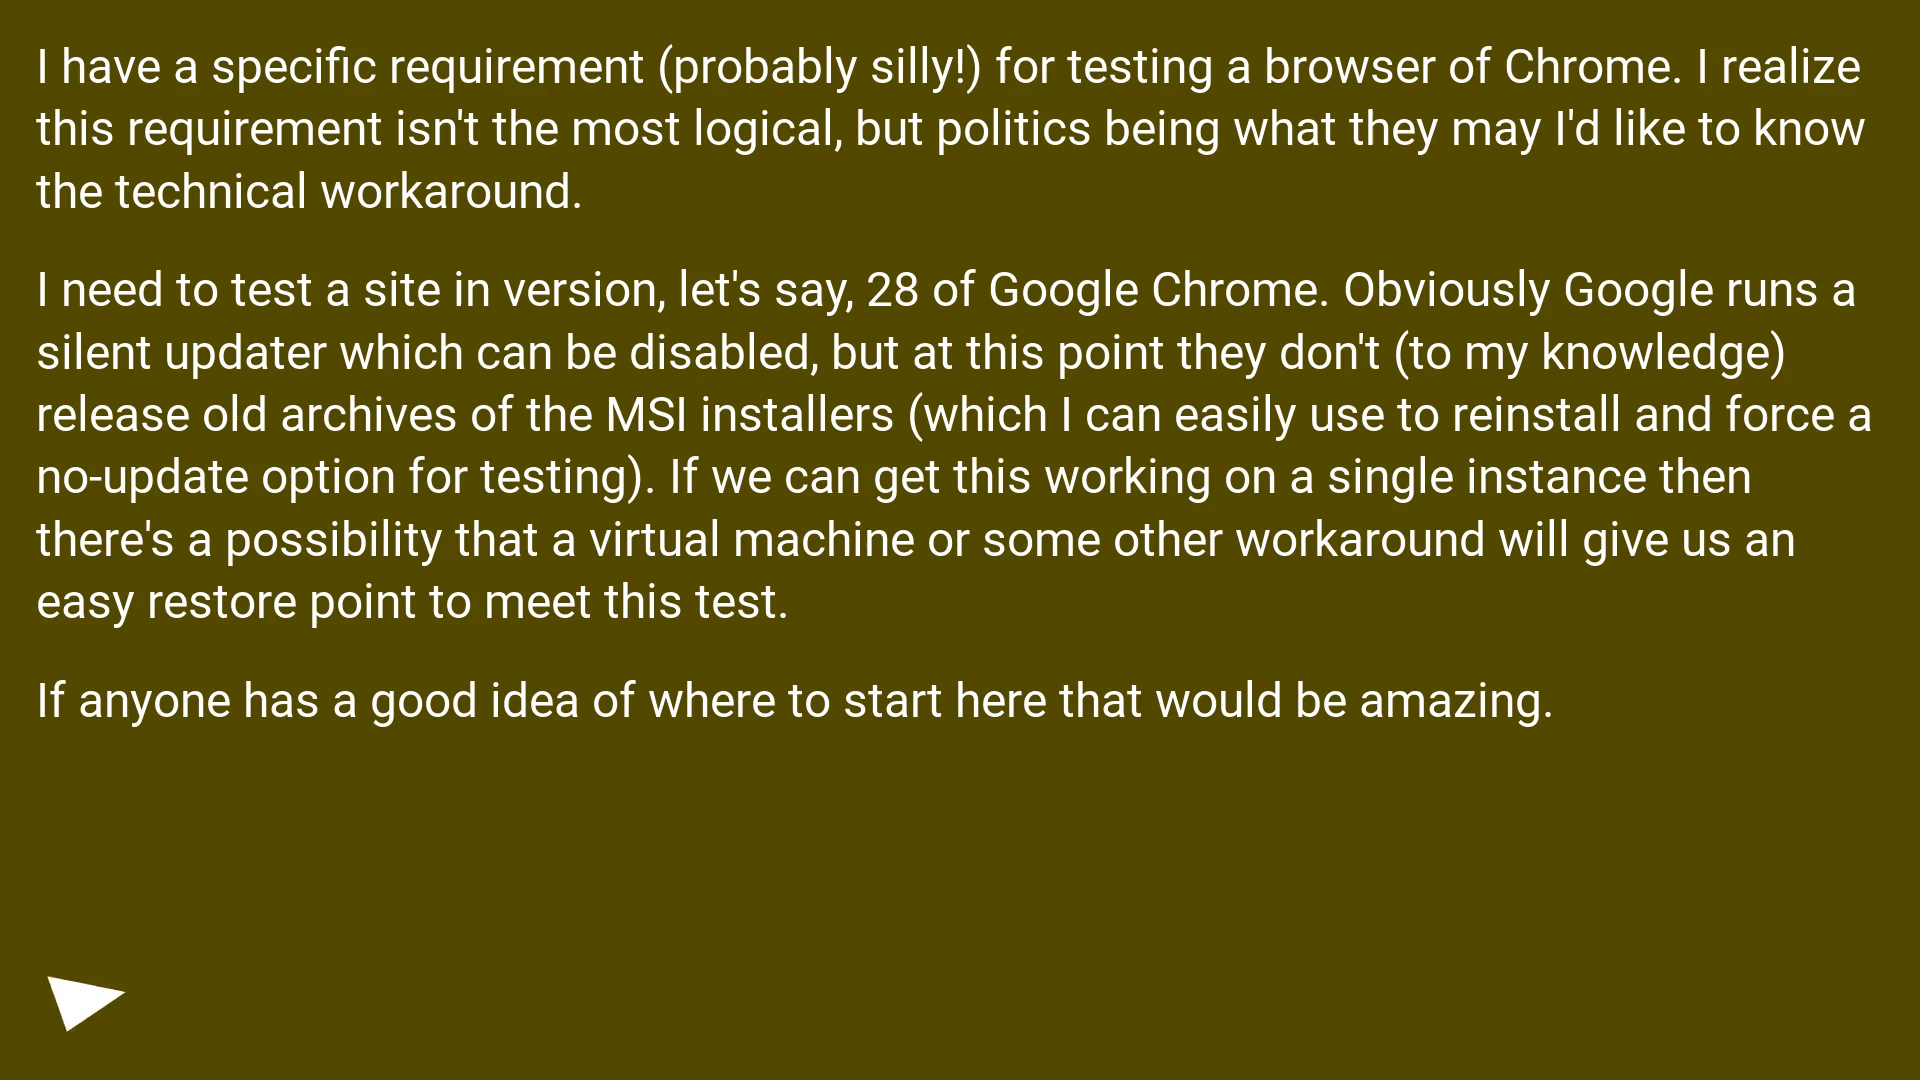 I have a specific requirement (probably silly!) for testing a browser of Chrome. I realize
this requirement isn't the most logical, but politics being what they may I'd like to know
the technical workaround.
I need to test a site in version, let's say, 28 of Google Chrome. Obviously Google runs a
silent updater which can be disabled, but at this point they don't (to my knowledge)
release old archives of the MSI installers (which I can easily use to reinstall and force a
no-update option for testing). If we can get this working on a single instance then
there's a possibility that a virtual machine or some other workaround will give us an
easy restore point to meet this test.
If anyone has a good idea of where to start here that would be amazing.